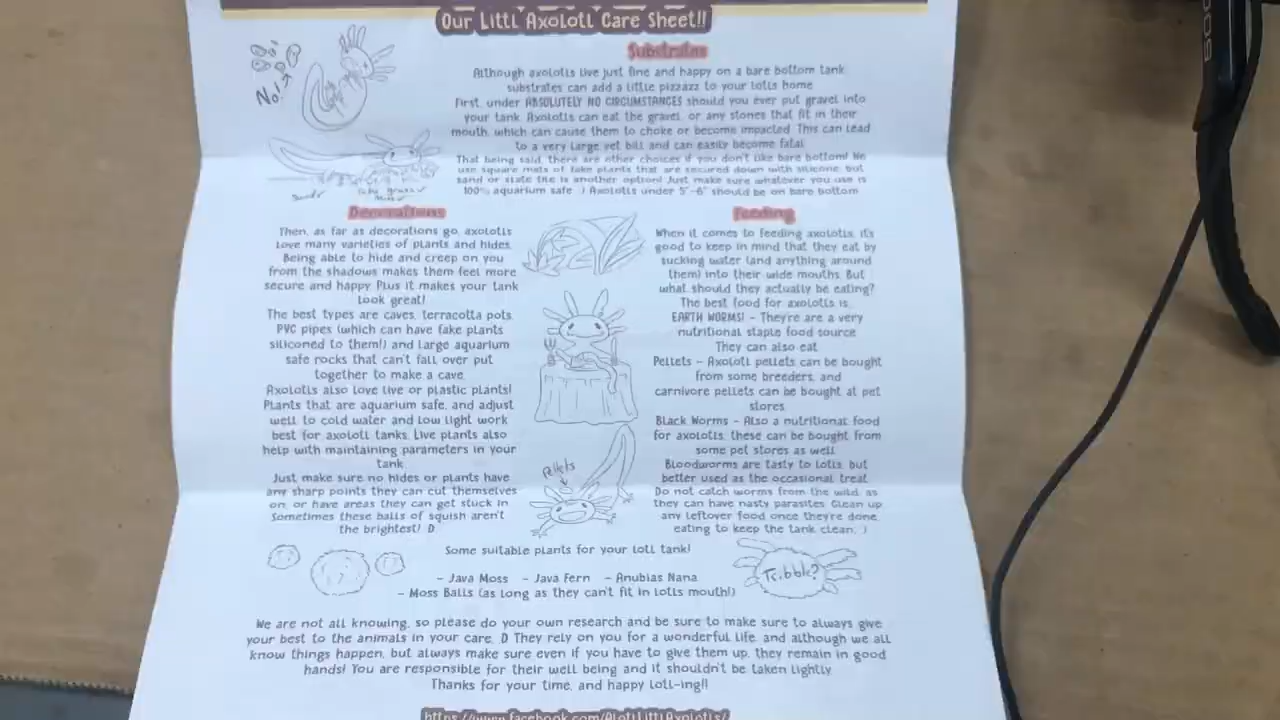 Our Littl Axolotl Care Sheet!!
Substrates
Although axolotls live just fine and happy on a bare bottom tank,
substrates can add a little pizzazz to your lotls home.
First, under ABSOLUTELY NO CIRCUMSTANCES should you ever put gravel into
your tank. Axolotls can eat the gravel, or any stones that fit in their
mouth, which can cause them to choke or become impacted. This can lead
to a very large vet bill and can easily become fatal.
That being said, there are other choices if you don't like bare bottom! We
use square mats of fake plants that are secured down with silicone, but
sand or slate tile is another option! Just make sure whatever you use is
100% aquarium safe :) Axolotls under 5"-6" should be on bare bottom
No!
Sand✓
fake grass✓
Decorations
Then, as far as decorations go, axolotls
love many varieties of plants and hides.
Being able to hide and creep on you
from the shadows makes them feel more
secure and happy. Plus it makes your tank
look great!
The best types are caves, terracotta pots,
PVC pipes (which can have fake plants
siliconed to them!) and large aquarium
safe rocks that can't fall over put
together to make a cave.
Axolotls also love live or plastic plants!
Plants that are aquarium safe, and adjust
well to cold water and low light work
best for axolotl tanks. Live plants also
help with maintaining parameters in your
tank.
Just make sure no hides or plants have
any sharp points they can cut themselves
on, or have areas they can get stuck in.
Sometimes these balls of squish aren't
the brightest! :D
Pellets
Feeding
When it comes to feeding axolotls, it's
good to keep in mind that they eat by
sucking water (and anything around
them) into their wide mouths. But
what should they actually be eating?
The best food for axolotls is:
EARTH WORMS! - They're are a very
nutritional staple food source
They can also eat:
Pellets - Axolotl pellets can be bought
from some breeders, and
carnivore pellets can be bought at pet
stores.
Black Worms - Also a nutritional food
for axolotls, these can be bought from
some pet stores as well.
Bloodworms are tasty to lotls, but
better used as the occasional treat.
Do not catch worms from the wild, as
they can have nasty parasites. Clean up
any leftover food once they're done
eating to keep the tank clean. :)
Some suitable plants for your lotl tank!
- Java Moss - Java Fern - Anubias Nana
- Moss Balls (as long as they can't fit in lotls mouth!)
Tribble?
We are not all knowing, so please do your own research and be sure to make sure to always give
your best to the animals in your care. :D They rely on you for a wonderful life, and although we all
know things happen, but always make sure even if you have to give them up, they remain in good
hands! You are responsible for their well being and it shouldn't be taken lightly.
Thanks for your time, and happy lotl-ing!!
https://www.facebook.com/ALotLittlAxolotls/
500